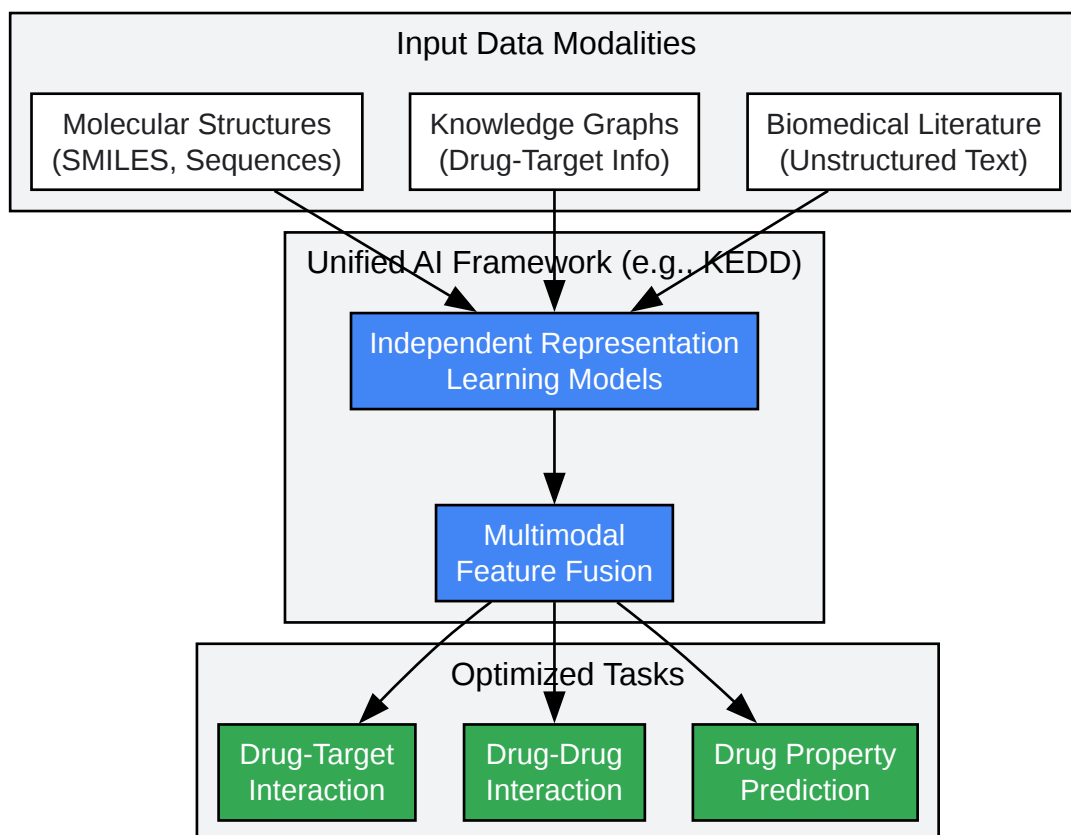 Input Data Modalities
Molecular Structures
(SMILES, Sequences)
Knowledge Graphs
(Drug-Target Info)
Biomedical Literature
(Unstructured Text)
Unified AI Framework (e.g., KEDD)
Independent Representation
Learning Models
Multimodal
Feature Fusion
Optimized Tasks
Drug-Target
Interaction
Drug-Drug
Interaction
Drug Property
Prediction